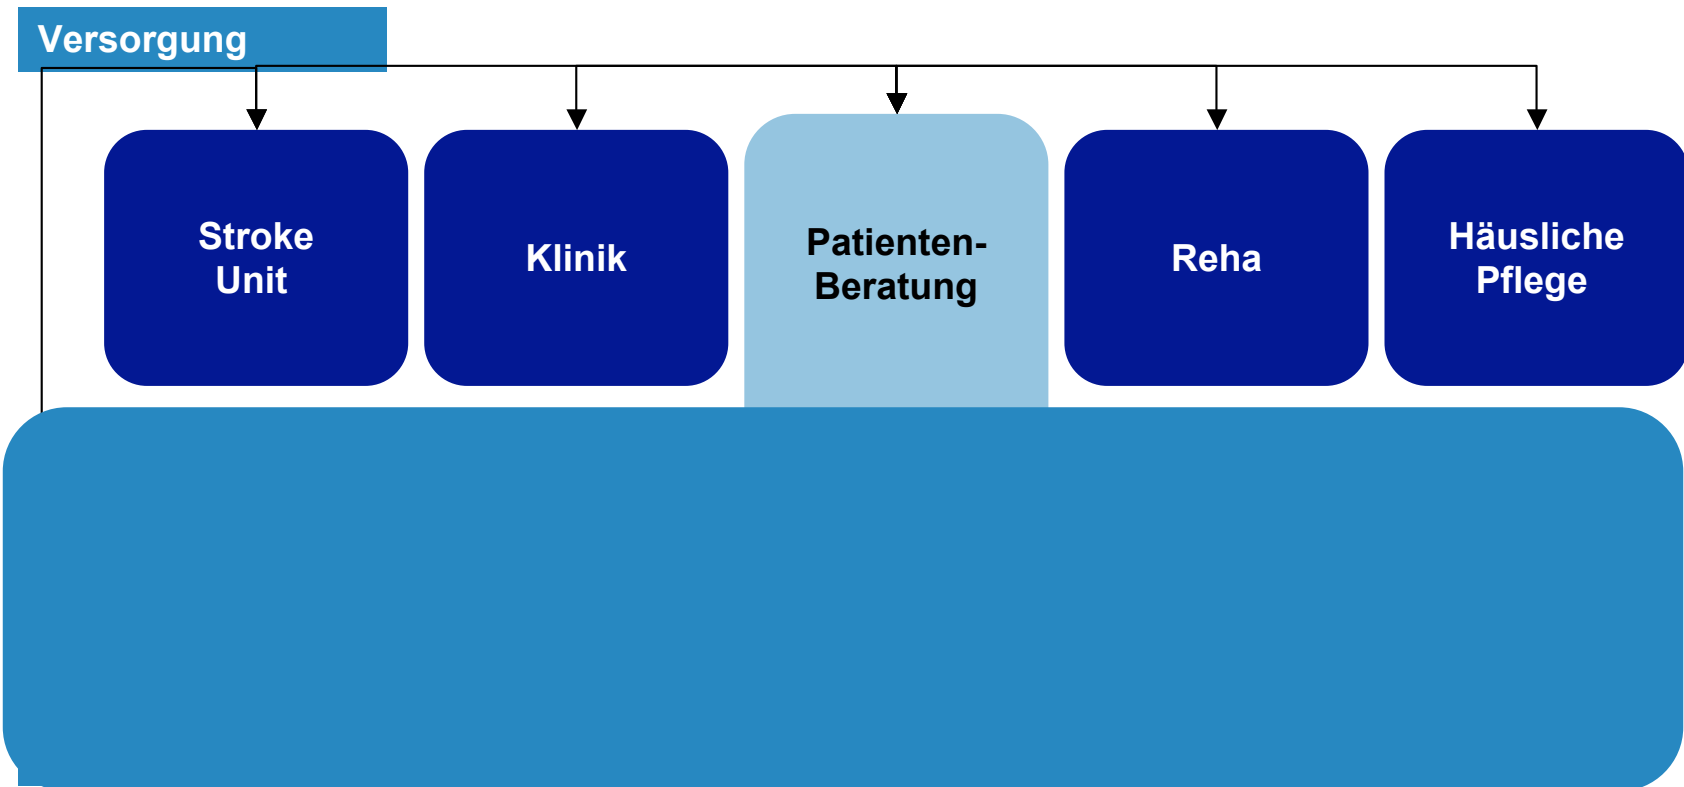 Versorgung
Stroke
Unit
Klinik
Patienten-
Beratung
Reha
Häusliche
Pflege